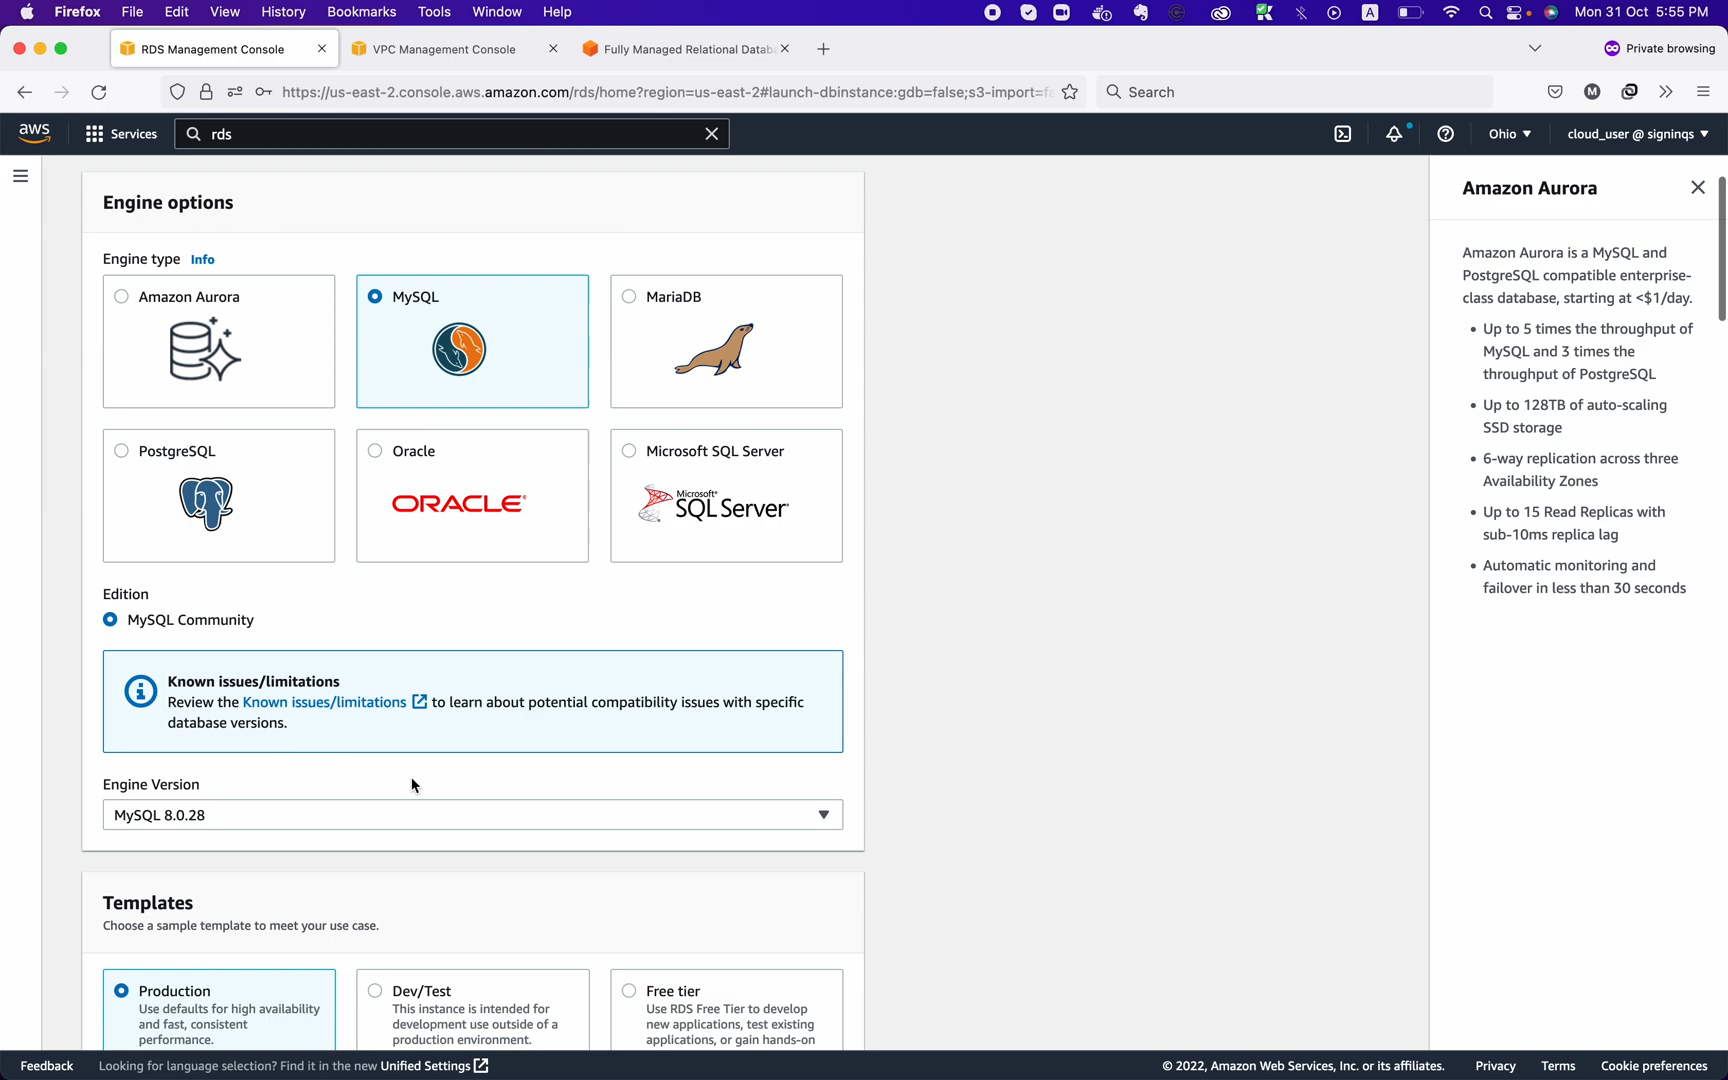 Firefox File Edit View History Bookmarks Tools Window Help A Mon 31 Oct 5:55 PM
RDS Management Console VPC Management Console Fully Managed Relational Datab Private browsing
https://us-east-2.console.aws.amazon.com/rds/home?region=us-east-2#launch-dbinstance:gdb=false;s3-import=f Search M
aws Services rds Ohio cloud_user @ signinqs
Engine options
Engine type Info
Amazon Aurora MySQL MariaDB
PostgreSQL Oracle Microsoft SQL Server
ORACLE
Microsoft®
SQL Server
Edition
MySQL Community
Known issues/limitations
Review the Known issues/limitations to learn about potential compatibility issues with specific
database versions.
Engine Version
MySQL 8.0.28
Templates
Choose a sample template to meet your use case.
Production
Use defaults for high availability
and fast, consistent
performance.
Dev/Test
This instance is intended for
development use outside of a
production environment.
Free tier
Use RDS Free Tier to develop
new applications, test existing
applications, or gain hands-on
Amazon Aurora
Amazon Aurora is a MySQL and
PostgreSQL compatible enterprise-
class database, starting at <$1/day.
• Up to 5 times the throughput of
MySQL and 3 times the
throughput of PostgreSQL
• Up to 128TB of auto-scaling
SSD storage
• 6-way replication across three
Availability Zones
• Up to 15 Read Replicas with
sub-10ms replica lag
• Automatic monitoring and
failover in less than 30 seconds
Feedback Looking for language selection? Find it in the new Unified Settings © 2022, Amazon Web Services, Inc. or its affiliates. Privacy Terms Cookie preferences